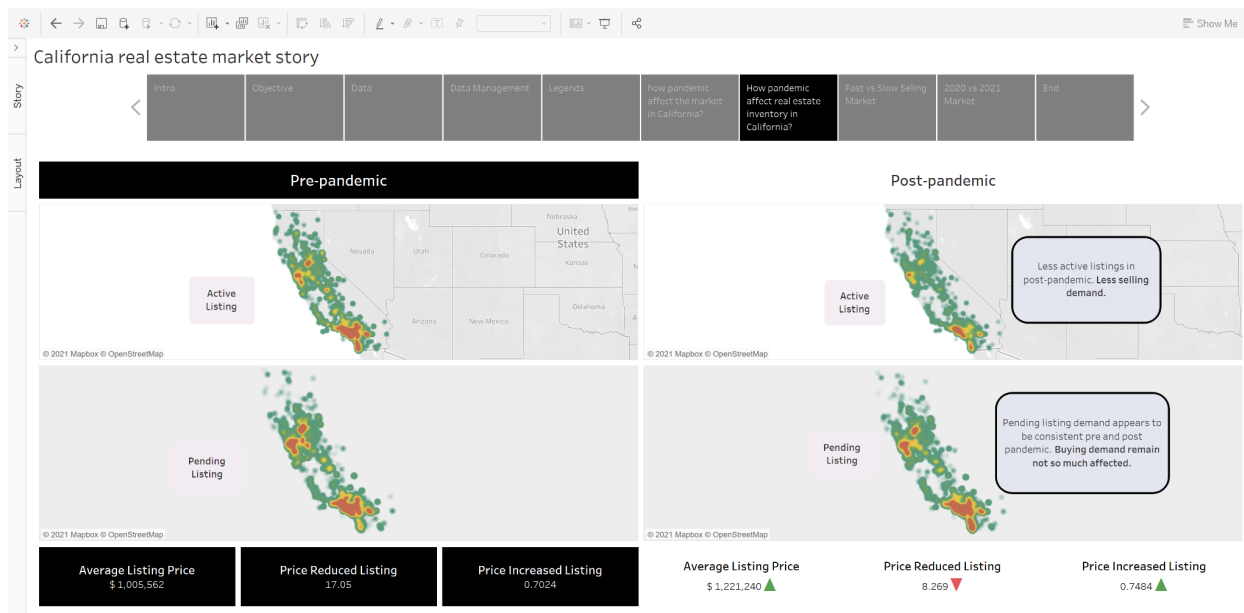 Show Me
California real estate market story
Story
Layout
Intro
Objective
Data
Data Management
Legends
how pandemic
affect the market
in California?
How pandemic
affect real estate
inventory in
California?
Fast vs Slow Seling
Market
2020 vs 2021
Market
End
Pre-pandemic
Post-pandemic
Nebraska
United
States
Nevada
Utah
Colorado
Kansas
Oklahoma
Arizona
New Mexico
Active
Listing
© 2021 Mapbox © OpenStreetMap
Active
Listing
Less active listings in
post-pandemic. Less selling
demand.
© 2021 Mapbox © OpenStreetMap
Pending
Listing
© 2021 Mapbox © OpenStreetMap
Pending
Listing
Pending listing demand appears to
be consistent pre and post
pandemic. Buying demand remain
not so much affected.
© 2021 Mapbox © OpenStreetMap
Average Listing Price
$ 1,005,562
Price Reduced Listing
17.05
Price Increased Listing
0.7024
Average Listing Price
$ 1,221,240
Price Reduced Listing
8.269
Price Increased Listing
0.7484